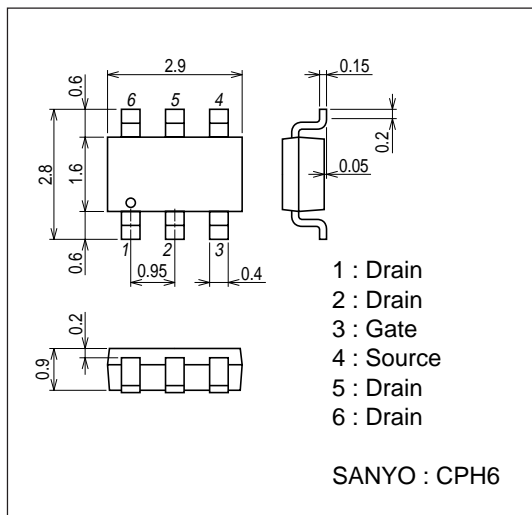 2.9
0.15
0.6
6
5
4
0.2
2.8
1.6
0.05
0.6
1
2
3
0.95
0.4
1 : Drain
2 : Drain
3 : Gate
4 : Source
5 : Drain
6 : Drain
0.2
0.9
SANYO : CPH6